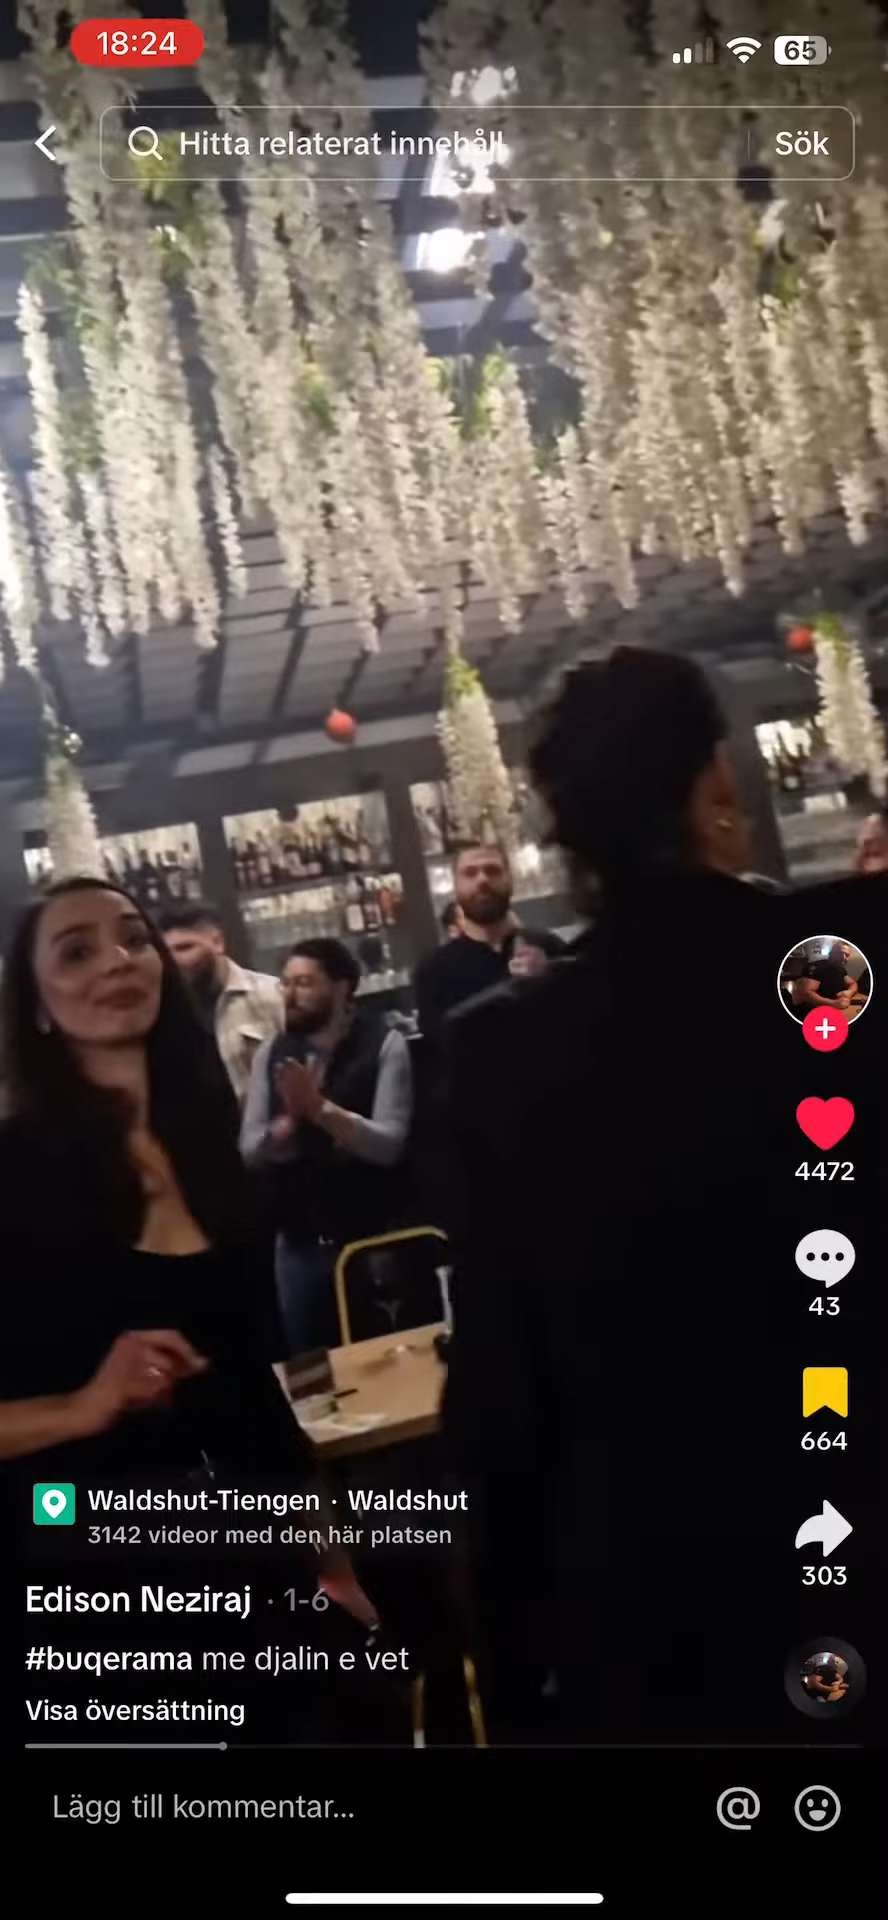 18:24
65
Hitta relaterat innehåll
Sök
4472
43
664
303
Waldshut-Tiengen · Waldshut
3142 videor med den här platsen
Edison Neziraj · 1-6
#buqerama me djalin e vet
Visa översättning
Lägg till kommentar...